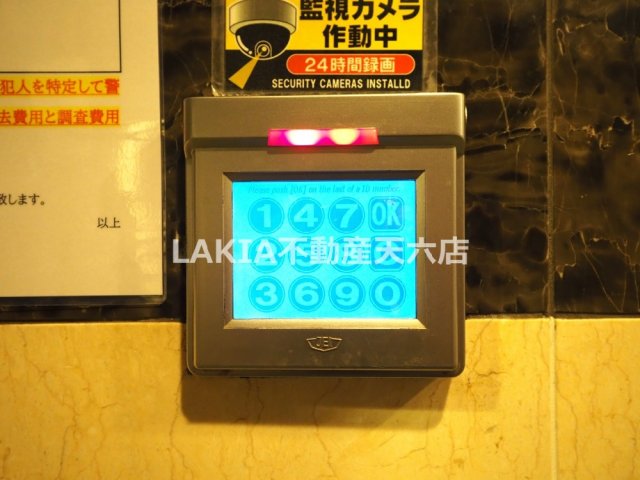 監視カメラ
作動中
24時間録画
SECURITY CAMERAS INSTALLD
犯人を特定して警
去費用と調査費用
致します。
以上
Please push [OK] on the last of a ID number.
1 4 7 OK
LAKIA不動産天六店
3 6 9 0
JEI